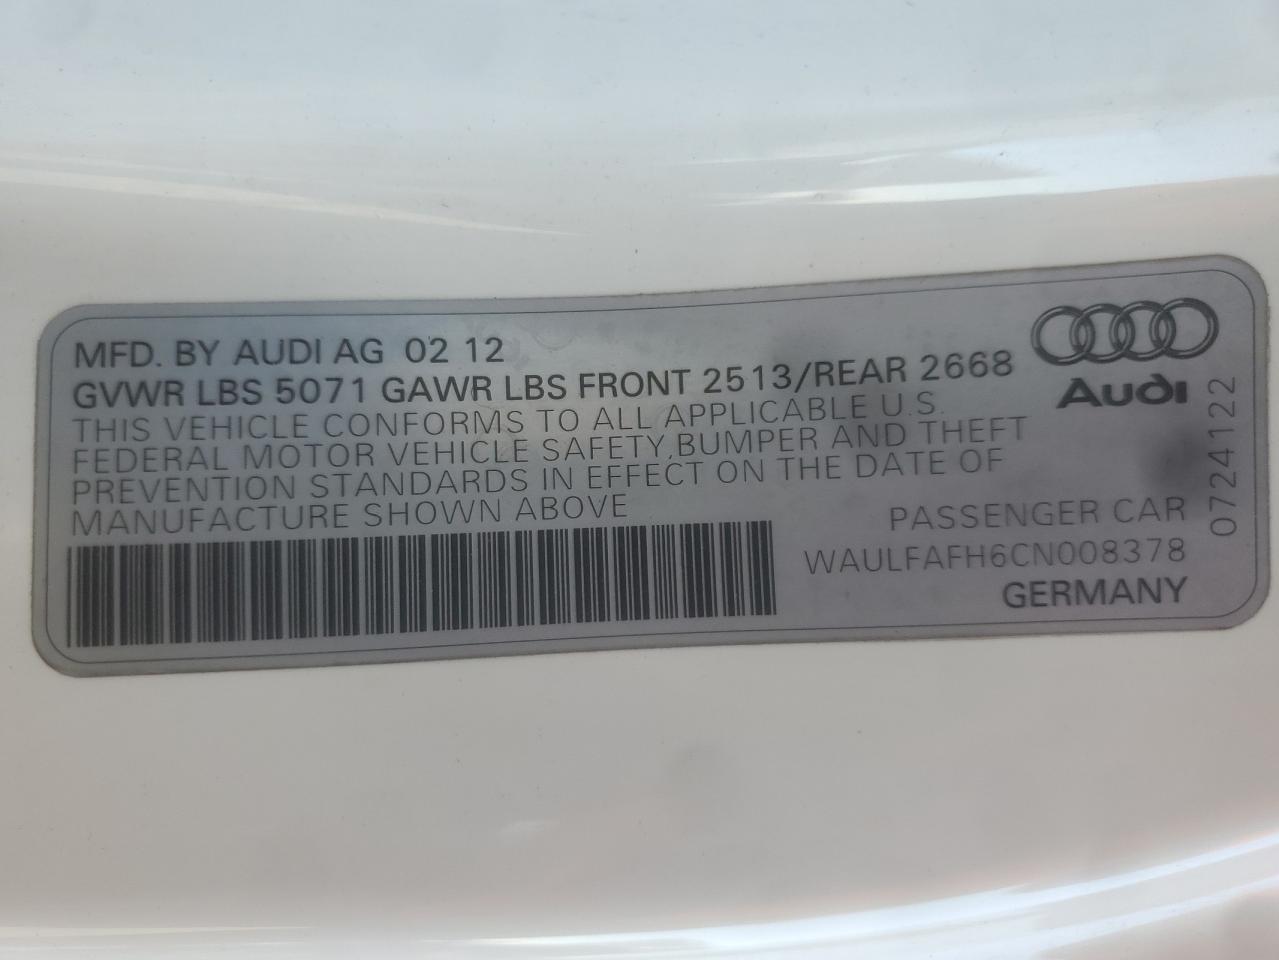 MFD. BY AUDI AG 02 12
GVWR LBS 5071 GAWR LBS FRONT 2513/REAR 2668
THIS VEHICLE CONFORMS TO ALL APPLICABLE U.S.
FEDERAL MOTOR VEHICLE SAFETY, BUMPER AND THEFT
PREVENTION STANDARDS IN EFFECT ON THE DATE OF
MANUFACTURE SHOWN ABOVE
PASSENGER CAR
WAULFAFH6CN008378
GERMANY
Audi
0724122